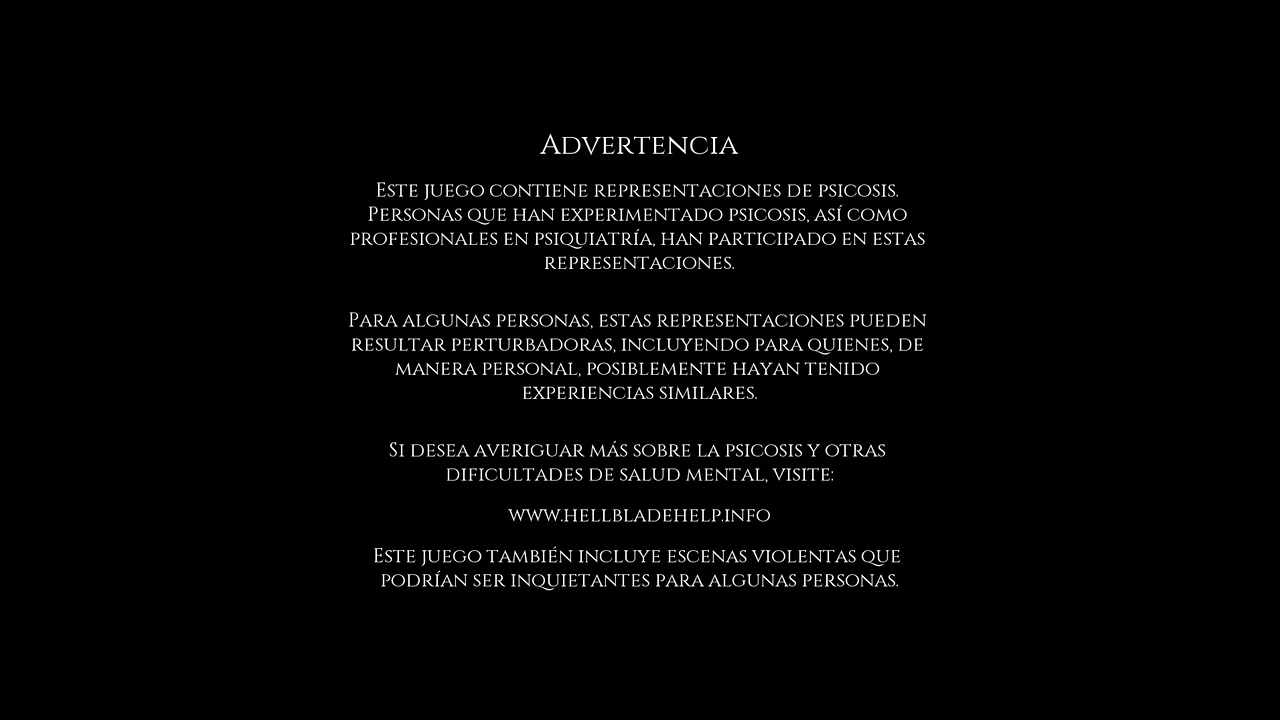 Advertencia
Este juego contiene representaciones de psicosis.
Personas que han experimentado psicosis, así como
profesionales en psiquiatría, han participado en estas
representaciones.
Para algunas personas, estas representaciones pueden
resultar perturbadoras, incluyendo para quienes, de
manera personal, posiblemente hayan tenido
experiencias similares.
Si desea averiguar más sobre la psicosis y otras
dificultades de salud mental, visite:
www.hellbladehelp.info
Este juego también incluye escenas violentas que
podrían ser inquietantes para algunas personas.